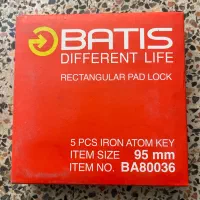 BATIS
DIFFERENT LIFE
RECTANGULAR PAD LOCK
5 PCS IRON ATOM KEY
ITEM SIZE 95 mm
ITEM NO. BA80036